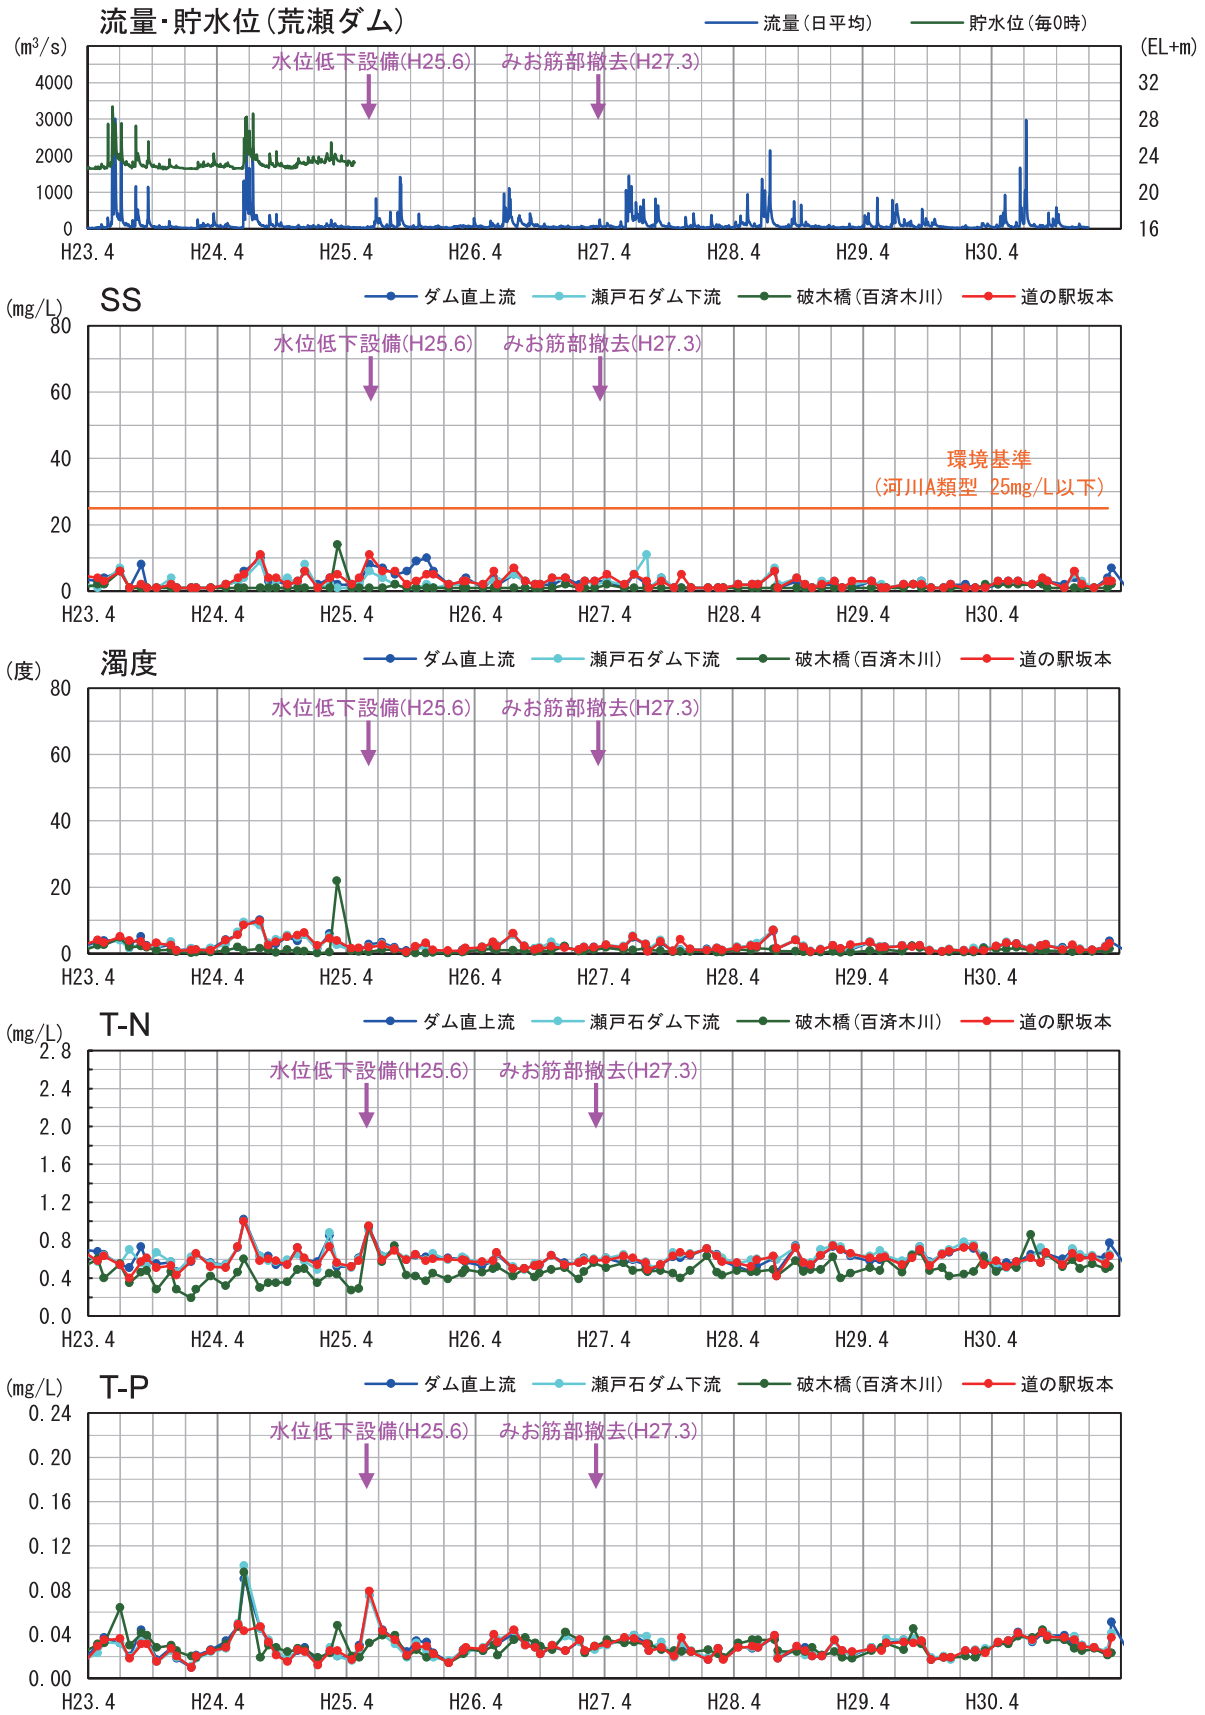 流量・貯水位(荒瀬ダム)
流量(日平均) 貯水位(毎0時)
(m³/s) (EL+m)
水位低下設備(H25.6) みお筋部撤去(H27.3)
4000 32
3000 28
2000 24
1000 20
0 16
H23.4 H24.4 H25.4 H26.4 H27.4 H28.4 H29.4 H30.4
SS
(mg/L) ダム直上流 瀬戸石ダム下流 破木橋(百済木川) 道の駅坂本
80
水位低下設備(H25.6) みお筋部撤去(H27.3)
60
40
環境基準
(河川A類型 25mg/L以下)
20
0
H23.4 H24.4 H25.4 H26.4 H27.4 H28.4 H29.4 H30.4
濁度
(度) ダム直上流 瀬戸石ダム下流 破木橋(百済木川) 道の駅坂本
80
水位低下設備(H25.6) みお筋部撤去(H27.3)
60
40
20
0
H23.4 H24.4 H25.4 H26.4 H27.4 H28.4 H29.4 H30.4
T-N
(mg/L) ダム直上流 瀬戸石ダム下流 破木橋(百済木川) 道の駅坂本
2.8
水位低下設備(H25.6) みお筋部撤去(H27.3)
2.4
2.0
1.6
1.2
0.8
0.4
0.0
H23.4 H24.4 H25.4 H26.4 H27.4 H28.4 H29.4 H30.4
T-P
(mg/L) ダム直上流 瀬戸石ダム下流 破木橋(百済木川) 道の駅坂本
0.24
水位低下設備(H25.6) みお筋部撤去(H27.3)
0.20
0.16
0.12
0.08
0.04
0.00
H23.4 H24.4 H25.4 H26.4 H27.4 H28.4 H29.4 H30.4